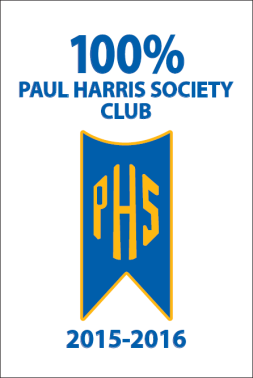 100%
PAUL HARRIS SOCIETY
CLUB
PHS
2015-2016